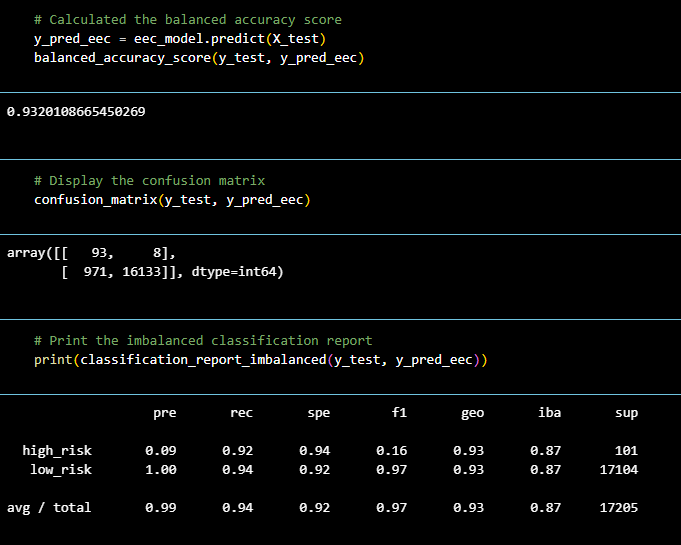 # Calculated the balanced accuracy score
y_pred_eec = eec_model.predict(X_test)
balanced_accuracy_score(y_test, y_pred_eec)
0.9320108665450269
# Display the confusion matrix
confusion_matrix(y_test, y_pred_eec)
array([[   93,     8],
       [  971, 16133]], dtype=int64)
# Print the imbalanced classification report
print(classification_report_imbalanced(y_test, y_pred_eec))
pre rec spe f1 geo iba sup
high_risk 0.09 0.92 0.94 0.16 0.93 0.87 101
low_risk 1.00 0.94 0.92 0.97 0.93 0.87 17104
avg / total 0.99 0.94 0.92 0.97 0.93 0.87 17205